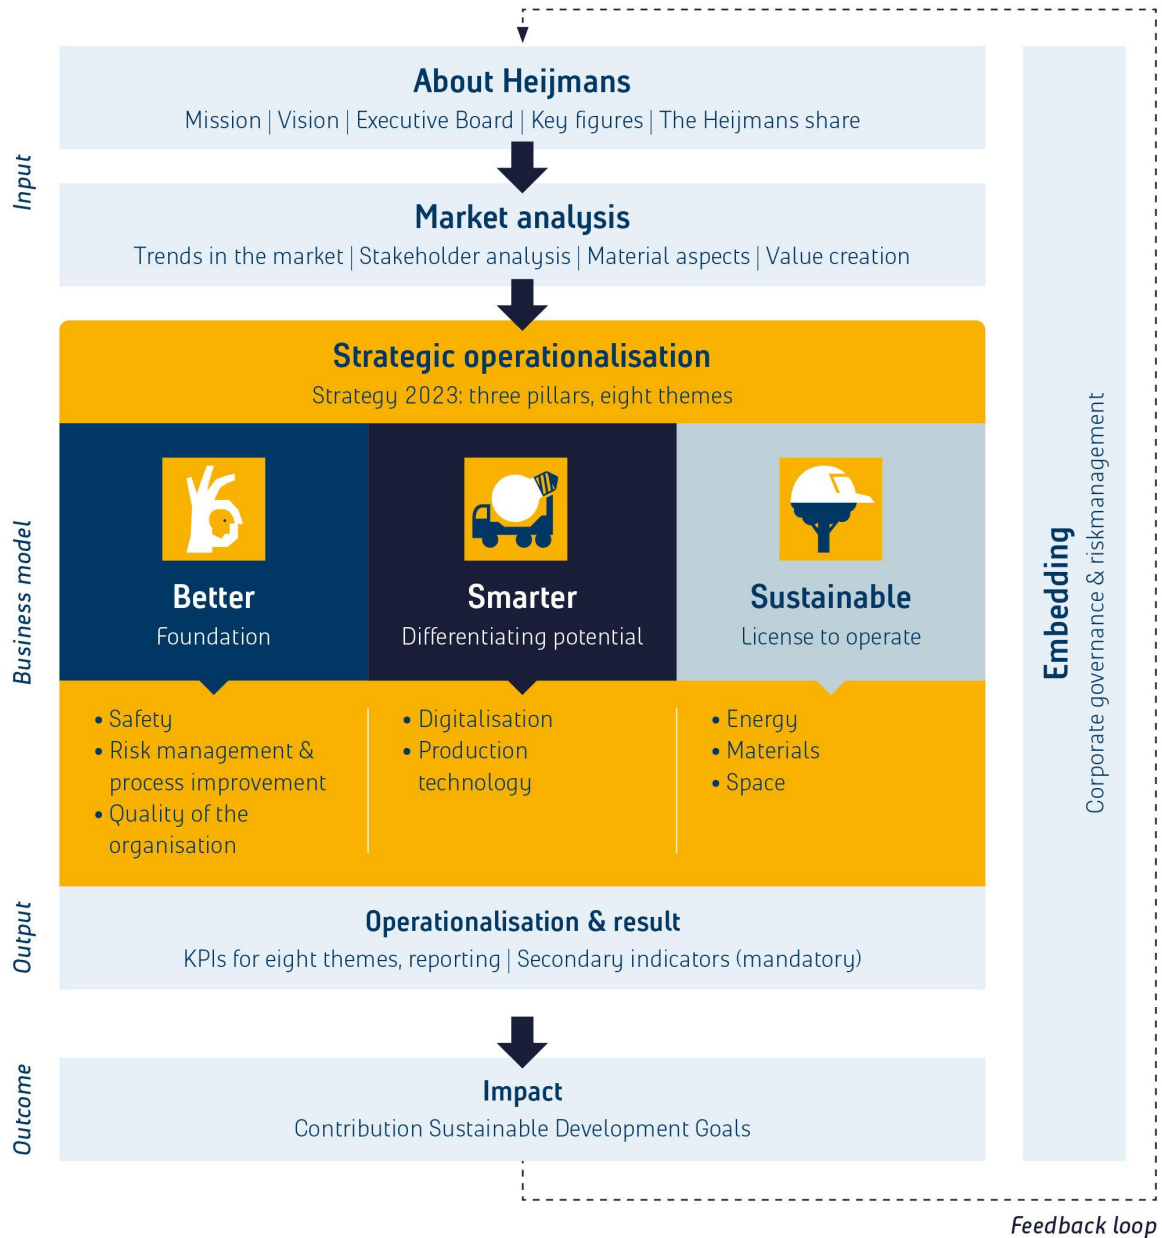 About Heijmans
Mission | Vision | Executive Board | Key figures | The Heijmans share
Input
Market analysis
Trends in the market | Stakeholder analysis | Material aspects | Value creation
Strategic operationalisation
Strategy 2023: three pillars, eight themes
Business model
Better
Foundation
Smarter
Differentiating potential
Sustainable
License to operate
• Safety
• Risk management &
process improvement
• Quality of the
organisation
• Digitalisation
• Production
technology
• Energy
• Materials
• Space
Output
Operationalisation & result
KPIs for eight themes, reporting | Secondary indicators (mandatory)
Outcome
Impact
Contribution Sustainable Development Goals
Embedding
Corporate governance & riskmanagement
Feedback loop